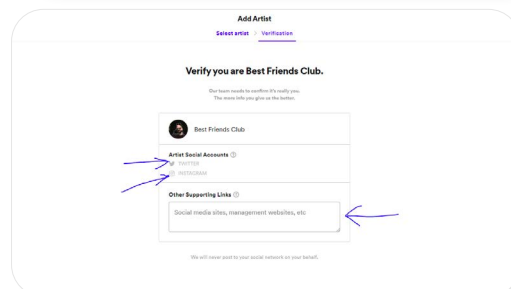 Add Artist
Select artist > Verification
Verify you are Best Friends Club.
Our team needs to confirm it's really you.
The more info you give us the better.
Best Friends Club
Artist Social Accounts ?
TWITTER
INSTAGRAM
Other Supporting Links ?
Social media sites, management websites, etc
We will never post to your social network on your behalf.